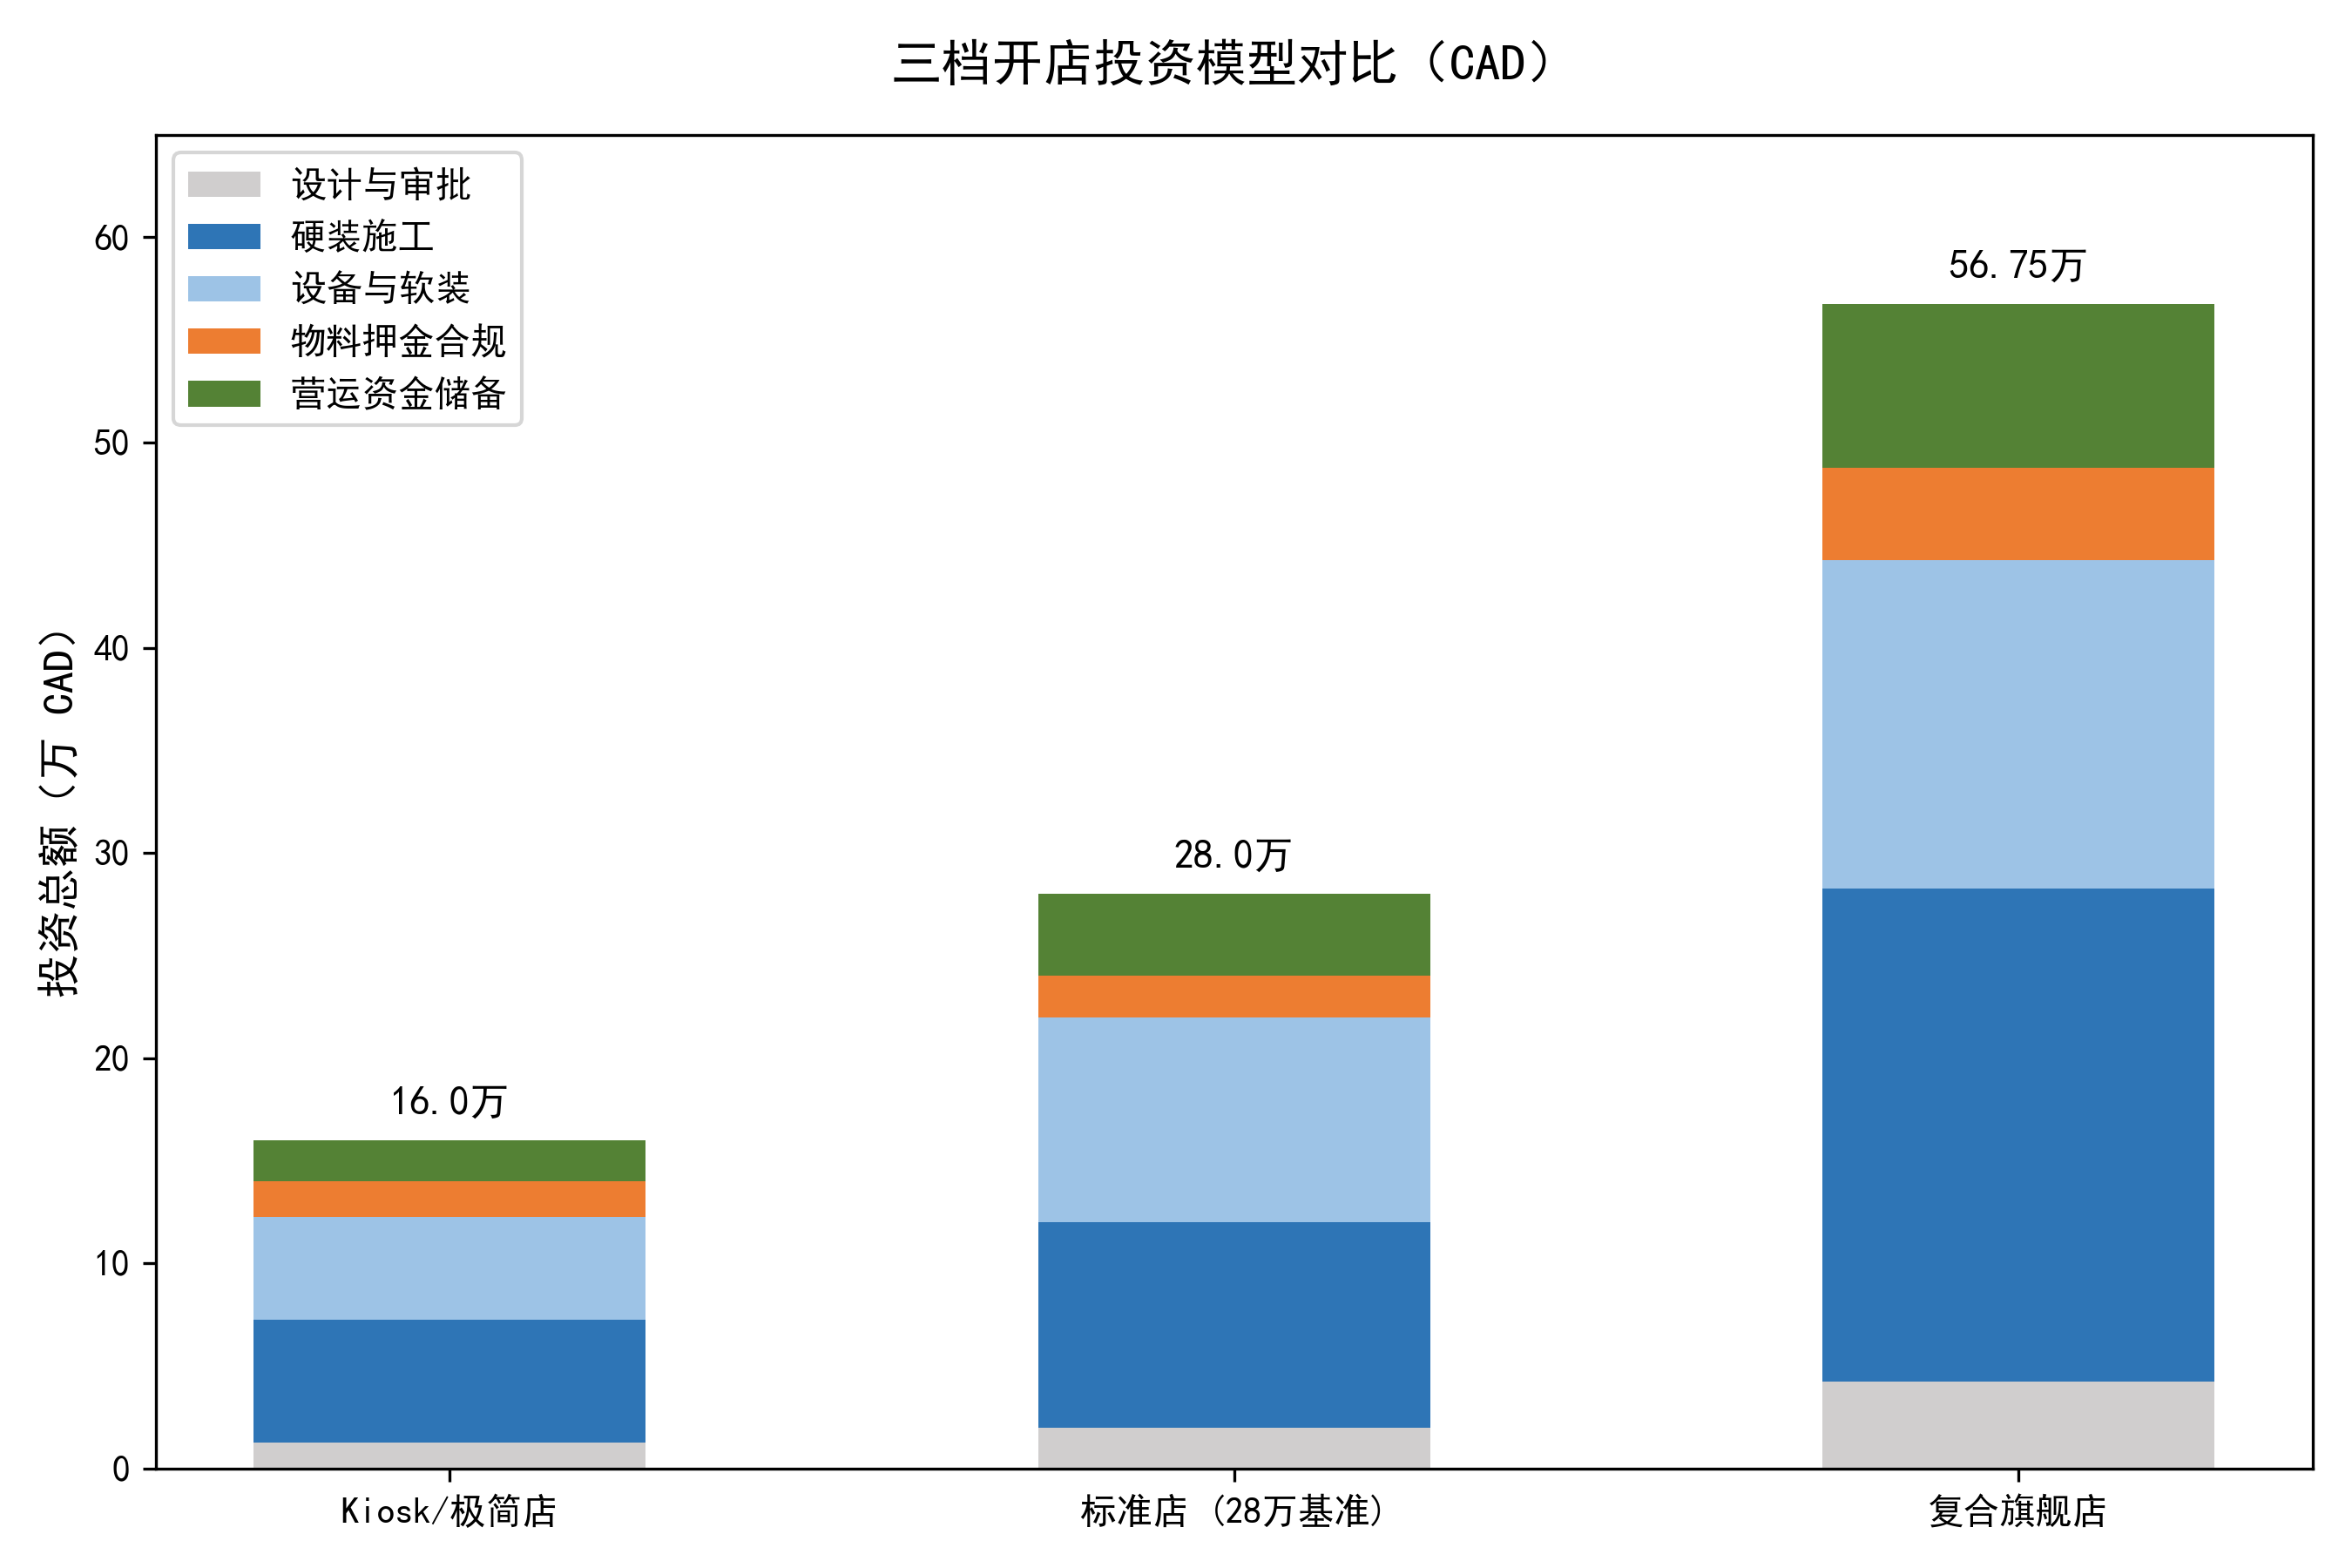 三档开店投资模型对比（CAD）
设计与审批
硬装施工
设备与软装
物料押金合规
营运资金储备
投资总额（万 CAD）
60
50
40
30
20
10
0
16.0万
28.0万
56.75万
Kiosk/极简店
标准店(28万基准)
复合旗舰店